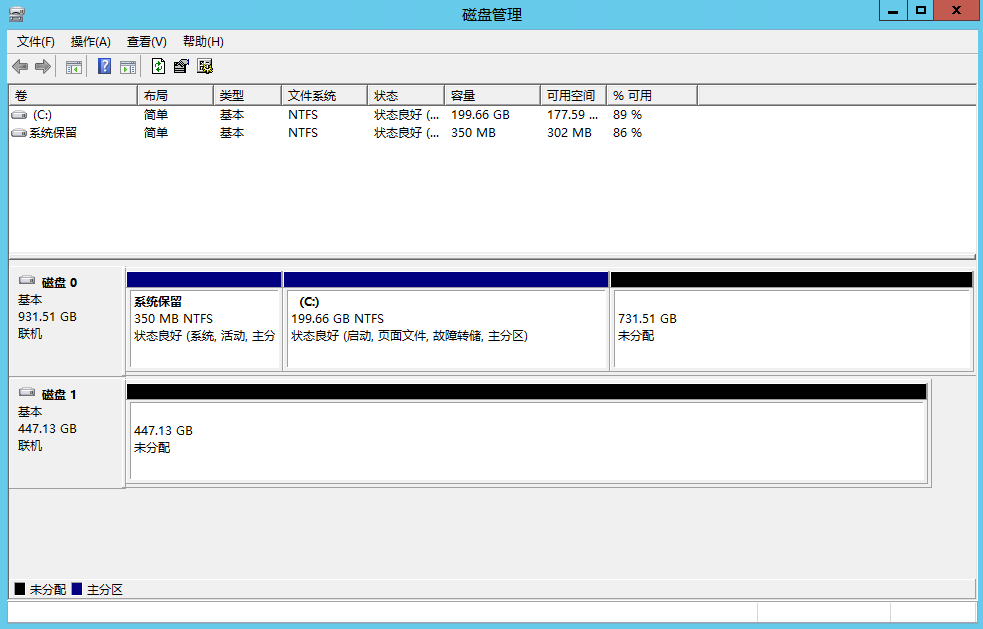 磁盘管理
文件(F) 操作(A) 查看(V) 帮助(H)
卷 布局 类型 文件系统 状态 容量 可用空间 % 可用
(C:) 简单 基本 NTFS 状态良好 (... 199.66 GB 177.59 ... 89 %
系统保留 简单 基本 NTFS 状态良好 (... 350 MB 302 MB 86 %
磁盘 0
基本
931.51 GB
联机
系统保留
350 MB NTFS
状态良好 (系统, 活动, 主分
(C:)
199.66 GB NTFS
状态良好 (启动, 页面文件, 故障转储, 主分区)
731.51 GB
未分配
磁盘 1
基本
447.13 GB
联机
447.13 GB
未分配
未分配 主分区